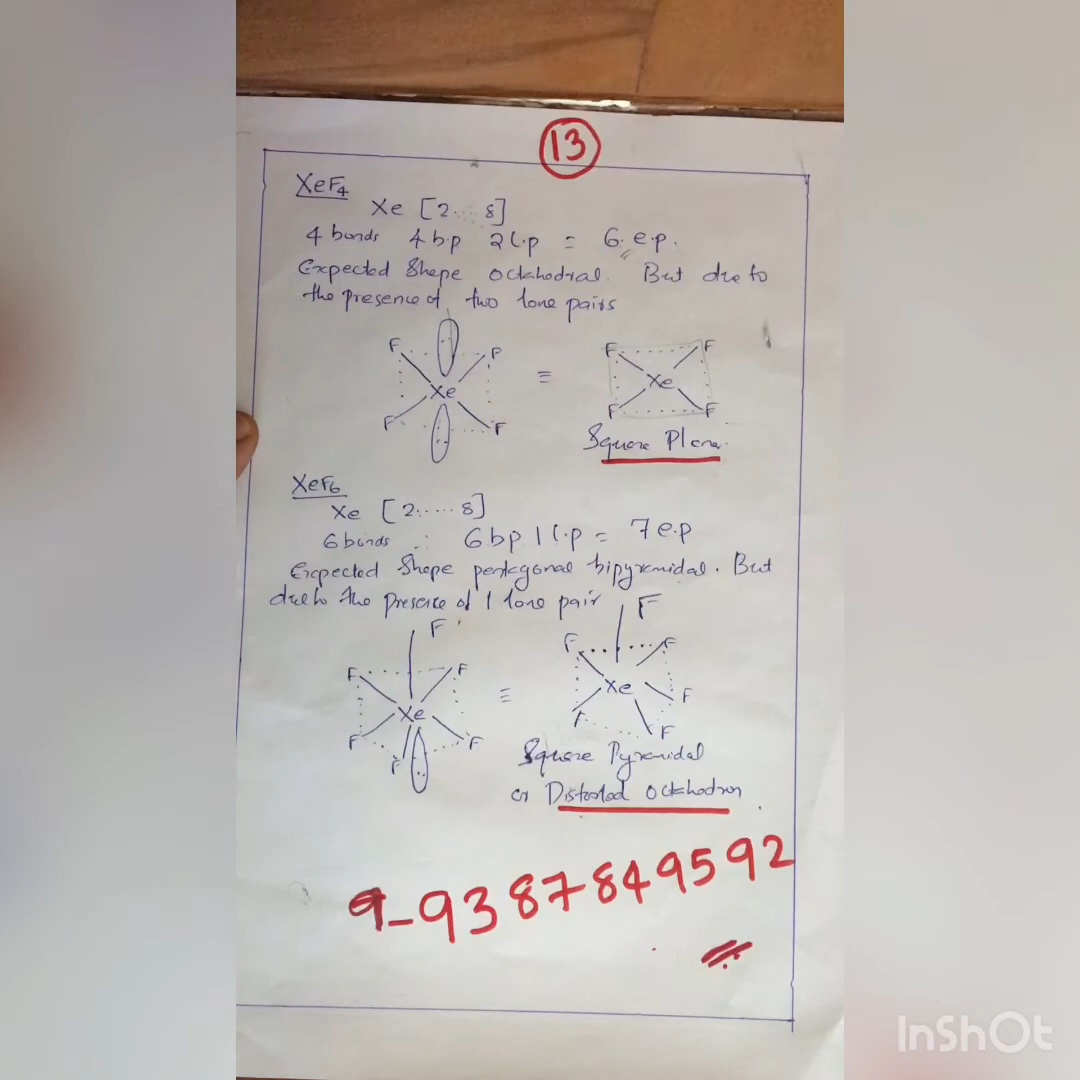 13
XeF4
Xe [2.... 8]
4 bonds 4 b.p 2 l.p = 6. e.p.
Expected Shape octahedral. But due to
the presence of two lone pairs
F F
Xe
F F
≡
F F
Xe
F F
Square Planar.
XeF6
Xe [2..... 8]
6 bonds ∴ 6 bp 1 l.p = 7 e.p
Expected Shape pentagonal bipyramidal. But
due to the presence of 1 lone pair
F
F F
Xe
F F
F
≡
F
F F
Xe
F F
F
Square Pyramidal
or Distorted octahedron
9-9387849592
InShOt